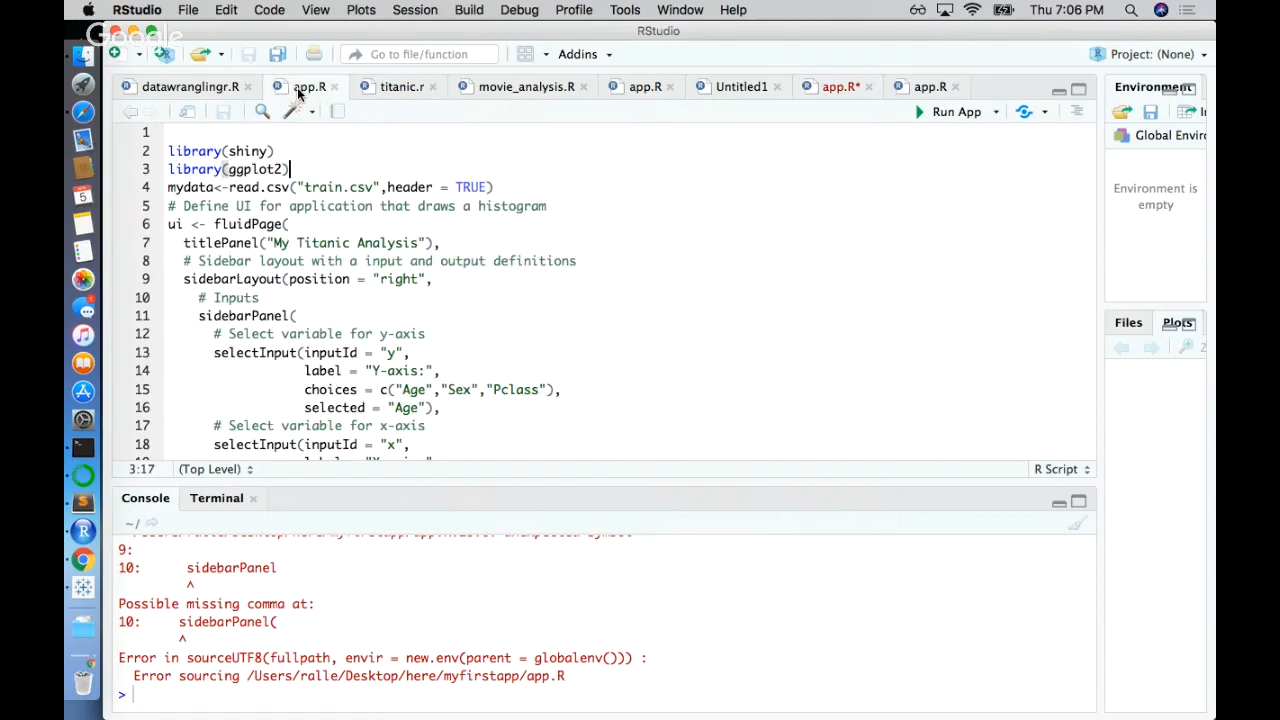 RStudio File Edit Code View Plots Session Build Debug Profile Tools Window Help Thu 7:06 PM
Google
RStudio
Go to file/function Addins Project: (None)
datawranglingr.R app.R titanic.r movie_analysis.R app.R Untitled1 app.R* app.R Environment
Run App
Global Enviro
Environment is
empty
1
2 library(shiny)
3 library(ggplot2)
4 mydata<-read.csv("train.csv",header = TRUE)
5 # Define UI for application that draws a histogram
6 ui <- fluidPage(
7 titlePanel("My Titanic Analysis"),
8 # Sidebar layout with a input and output definitions
9 sidebarLayout(position = "right",
10 # Inputs
11 sidebarPanel(
12 # Select variable for y-axis
13 selectInput(inputId = "y",
14 label = "Y-axis:",
15 choices = c("Age","Sex","Pclass"),
16 selected = "Age"),
17 # Select variable for x-axis
18 selectInput(inputId = "x",
Files Plots
3:17 (Top Level) R Script
Console Terminal
~/
9:
10: sidebarPanel
^
Possible missing comma at:
10: sidebarPanel(
^
Error in sourceUTF8(fullpath, envir = new.env(parent = globalenv())) :
Error sourcing /Users/ralle/Desktop/here/myfirstapp/app.R
>